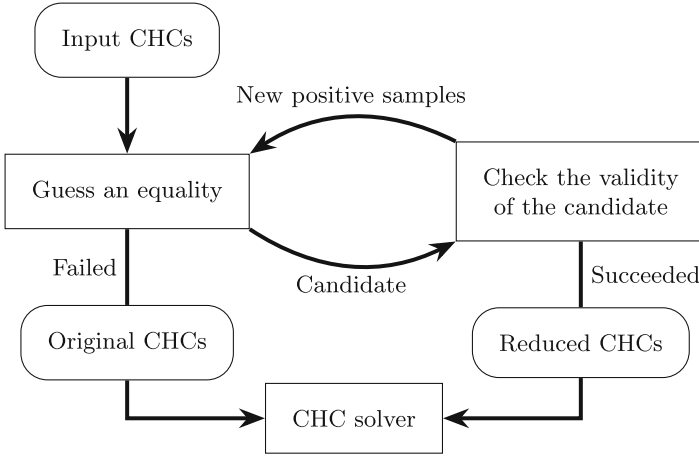 Input CHCs
New positive samples
Guess an equality
Check the validity
of the candidate
Failed
Candidate
Succeeded
Original CHCs
Reduced CHCs
CHC solver